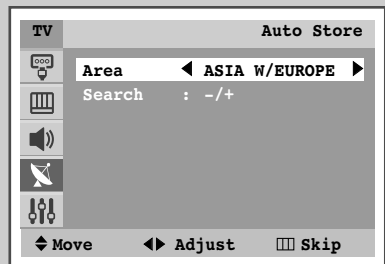 TV Auto Store
Area ◀ ASIA W/EUROPE ▶
Search : –/+
Move Adjust Skip